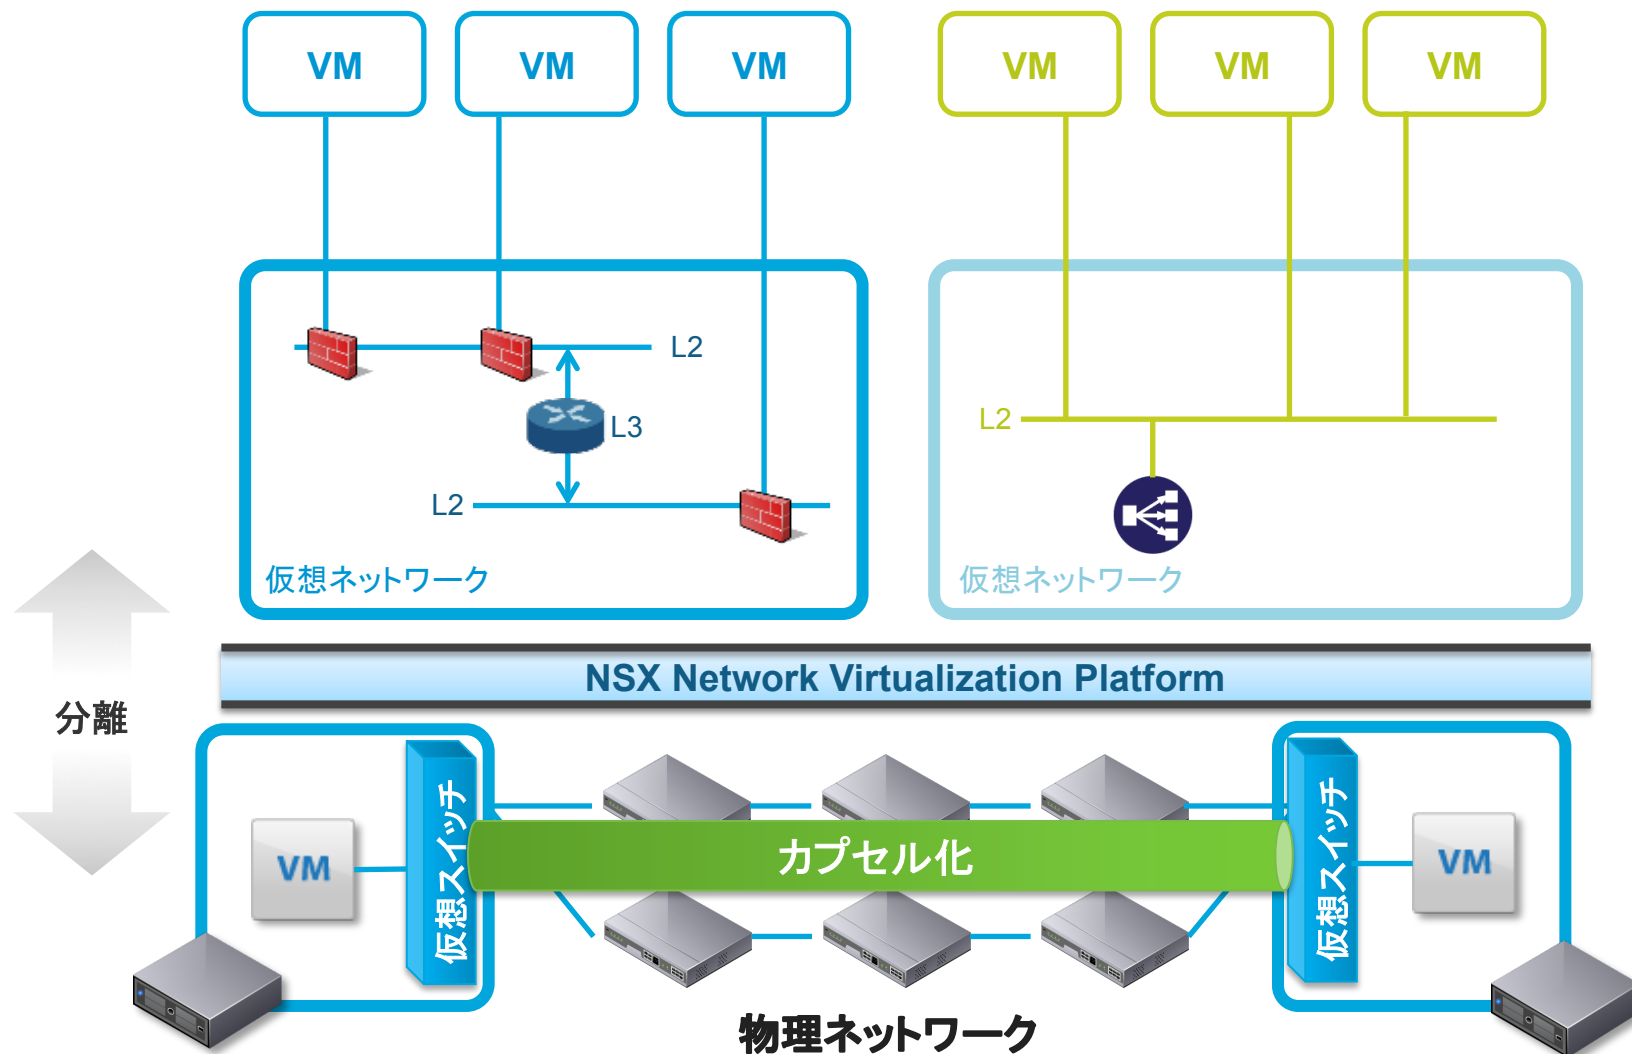 VM
VM
VM
VM
VM
VM
L2
L3
L2
仮想ネットワーク
L2
仮想ネットワーク
NSX Network Virtualization Platform
分離
VM
仮想スイッチ
カプセル化
仮想スイッチ
VM
物理ネットワーク